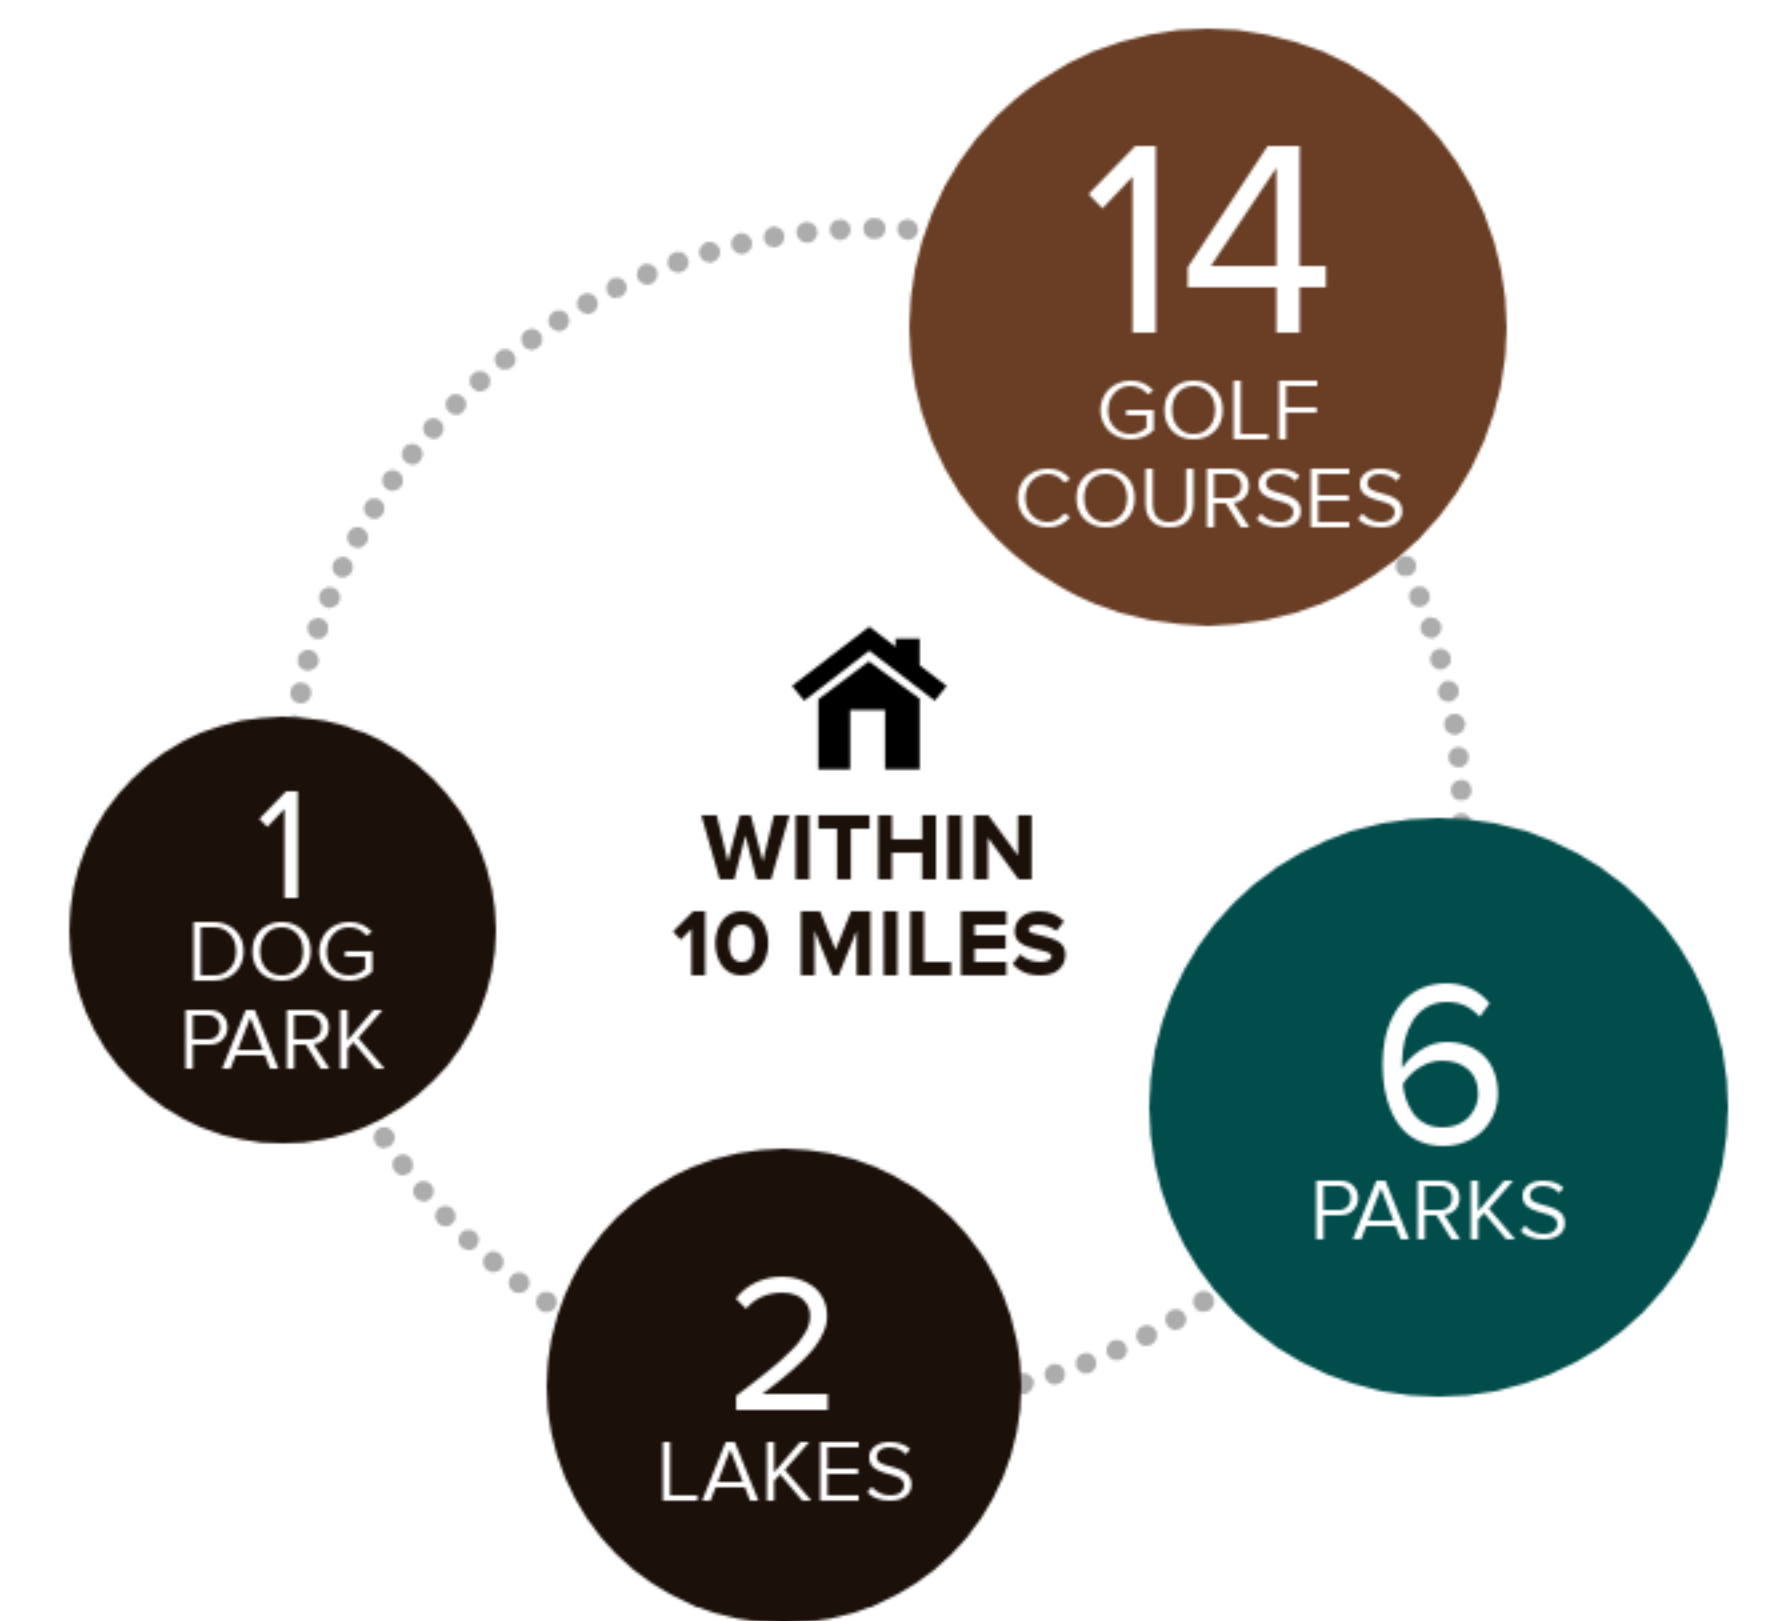 14
GOLF
COURSES
WITHIN
10 MILES
1
DOG
PARK
6
PARKS
2
LAKES